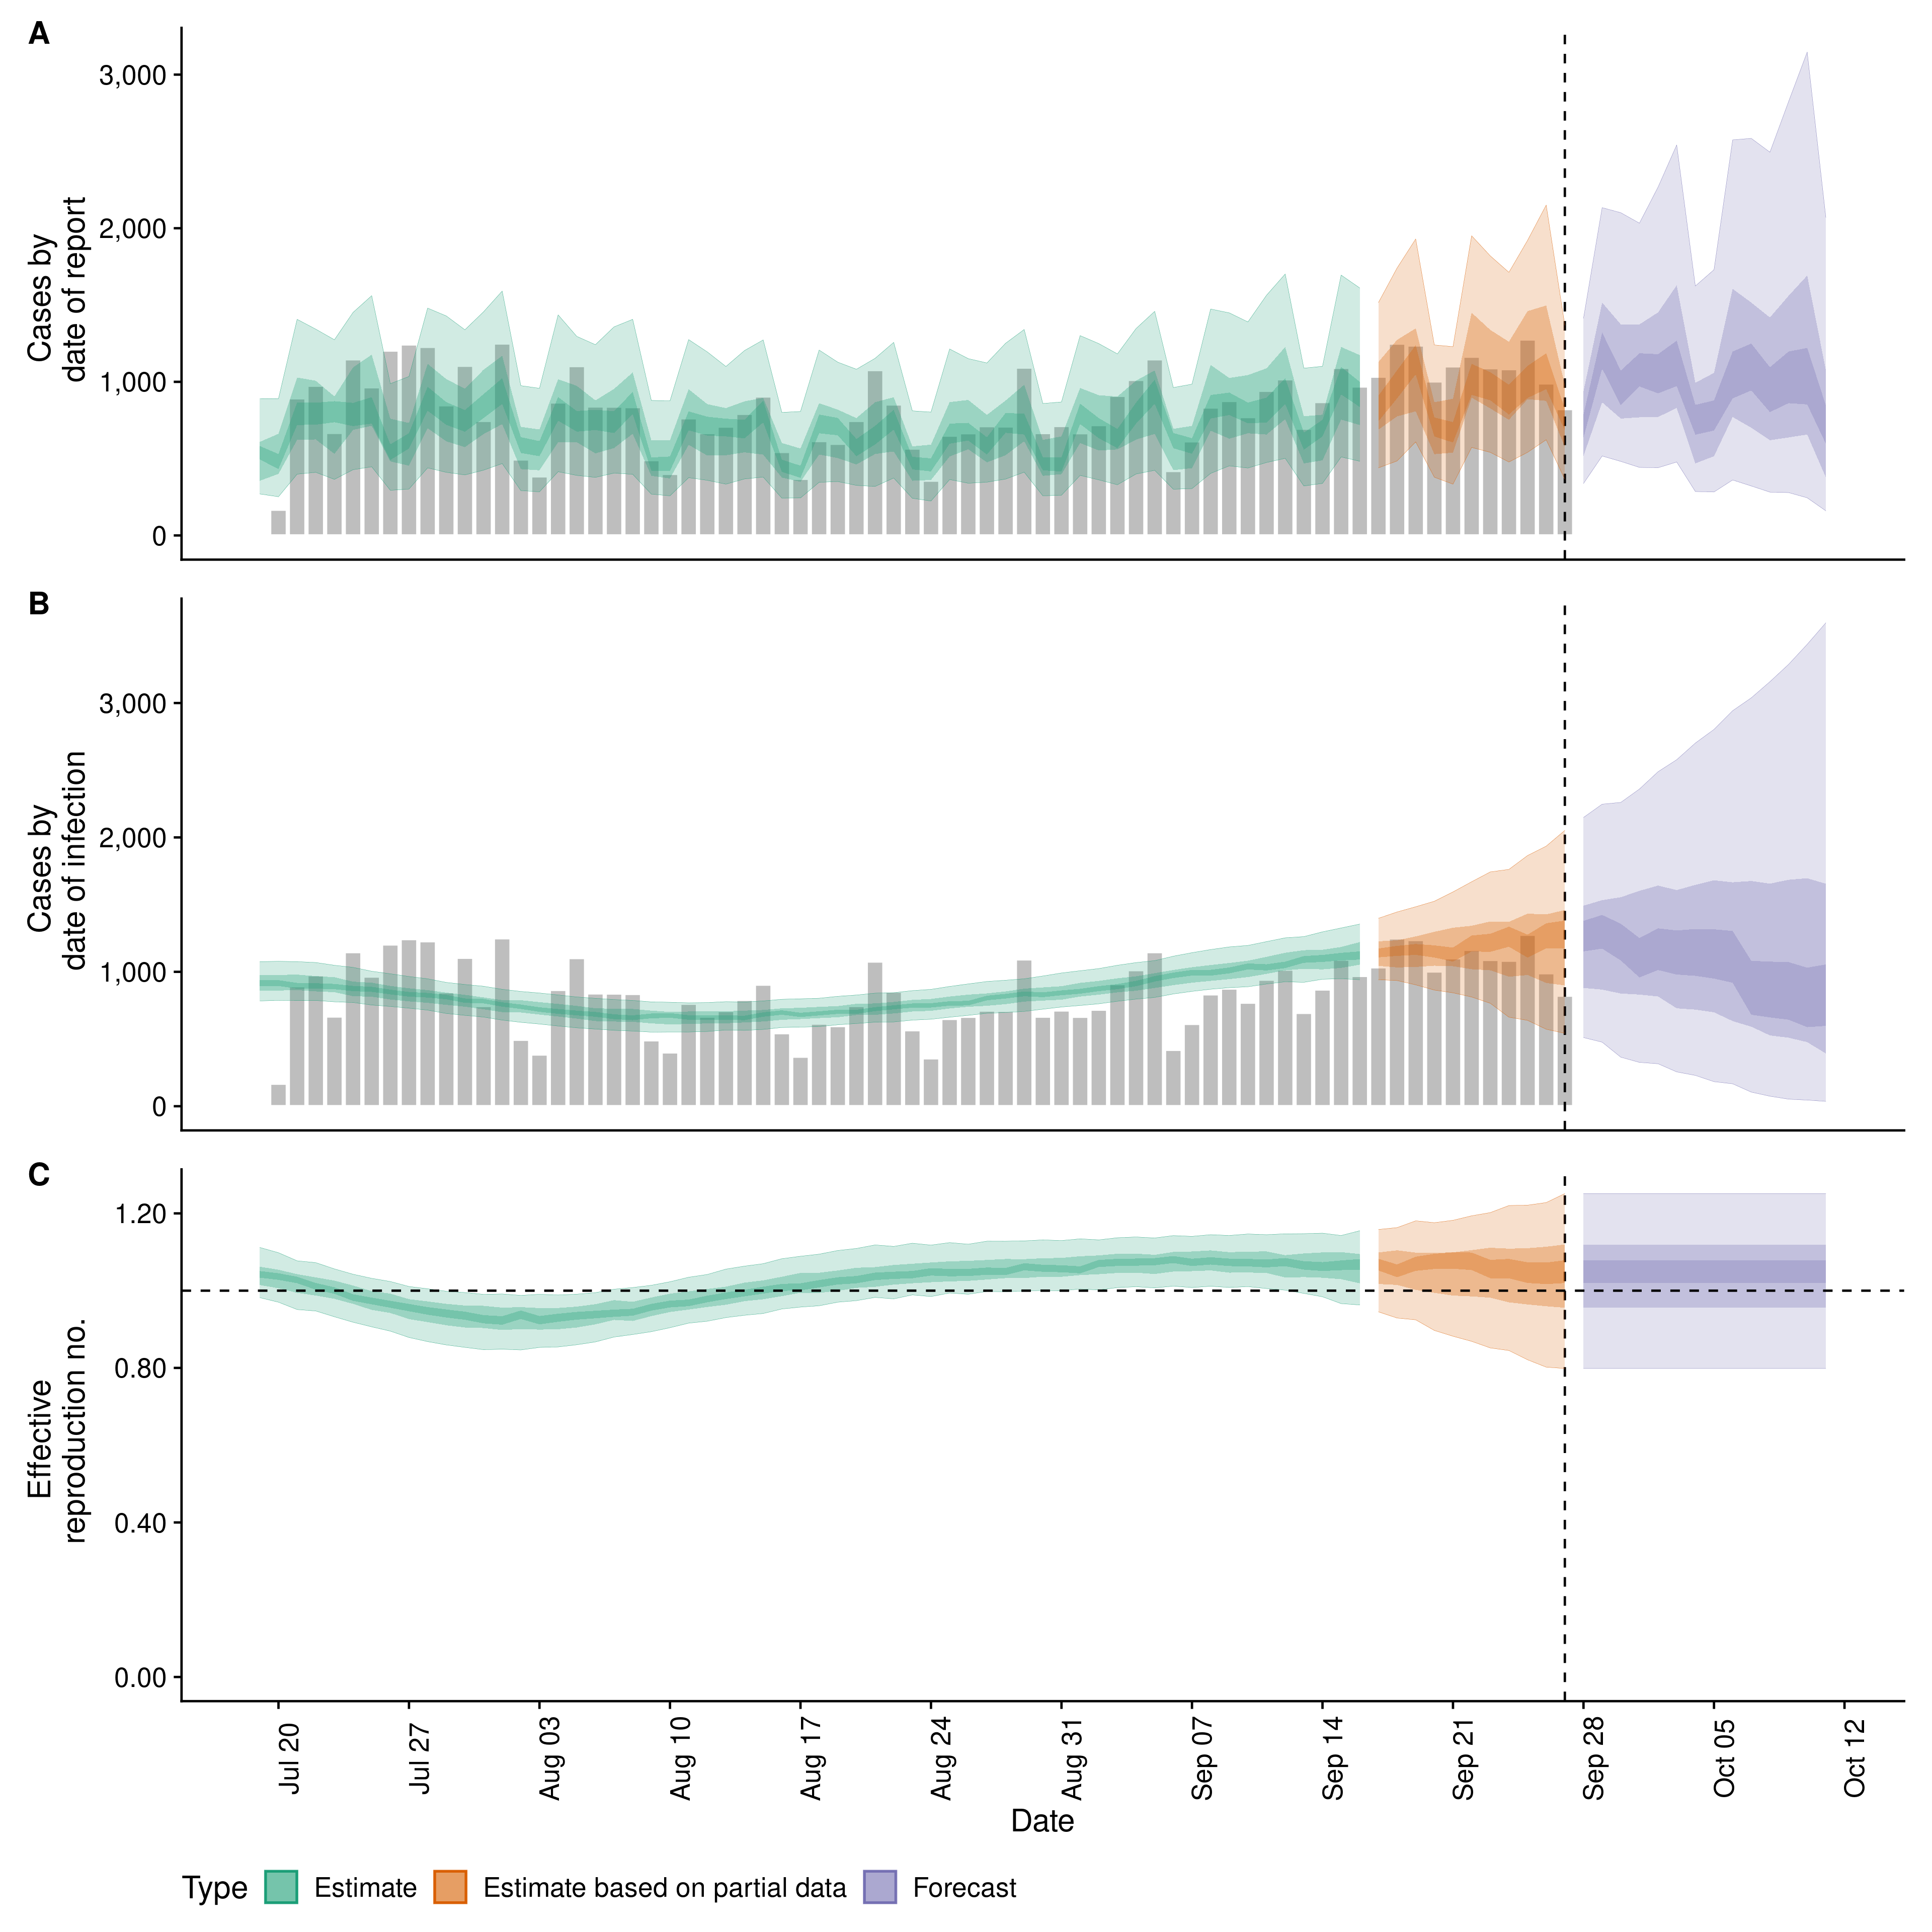 A
Cases by
date of report
3,000
2,000
1,000
0
B
Cases by
date of infection
3,000
2,000
1,000
0
C
Effective
reproduction no.
1.20
0.80
0.40
0.00
Jul 20
Jul 27
Aug 03
Aug 10
Aug 17
Aug 24
Aug 31
Sep 07
Sep 14
Sep 21
Sep 28
Oct 05
Oct 12
Date
Type Estimate Estimate based on partial data Forecast